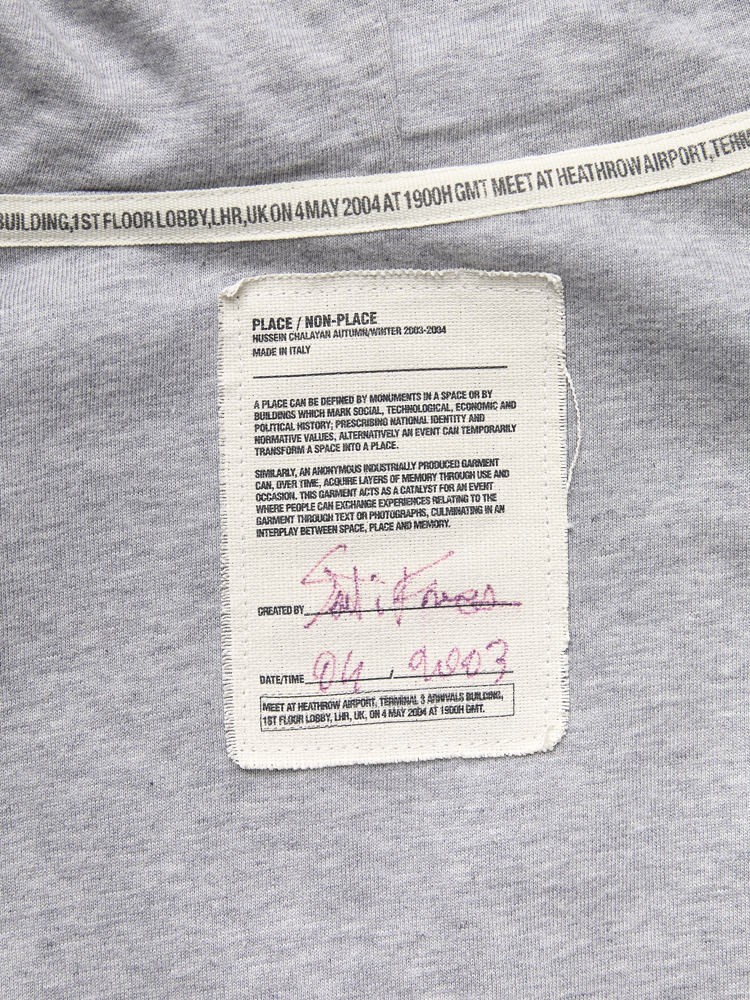 BUILDING,1ST FLOOR LOBBY,LHR,UK ON 4 MAY 2004 AT 1900H GMT MEET AT HEATHROW AIRPORT,TERM
PLACE / NON-PLACE
HUSSEIN CHALAYAN AUTUMN/WINTER 2003-2004
MADE IN ITALY
A PLACE CAN BE DEFINED BY MONUMENTS IN A SPACE OR BY
BUILDINGS WHICH MARK SOCIAL, TECHNOLOGICAL, ECONOMIC AND
POLITICAL HISTORY; PRESCRIBING NATIONAL IDENTITY AND
NORMATIVE VALUES, ALTERNATIVELY AN EVENT CAN TEMPORARILY
TRANSFORM A SPACE INTO A PLACE.
SIMILARLY, AN ANONYMOUS INDUSTRIALLY PRODUCED GARMENT
CAN, OVER TIME, ACQUIRE LAYERS OF MEMORY THROUGH USE AND
OCCASION. THIS GARMENT ACTS AS A CATALYST FOR AN EVENT
WHERE PEOPLE CAN EXCHANGE EXPERIENCES RELATING TO THE
GARMENT THROUGH TEXT OR PHOTOGRAPHS, CULMINATING IN AN
INTERPLAY BETWEEN SPACE, PLACE AND MEMORY.
CREATED BY
DATE/TIME 04 / 2003
MEET AT HEATHROW AIRPORT, TERMINAL 3 ARRIVALS BUILDING,
1ST FLOOR LOBBY, LHR, UK, ON 4 MAY 2004 AT 1900H GMT.